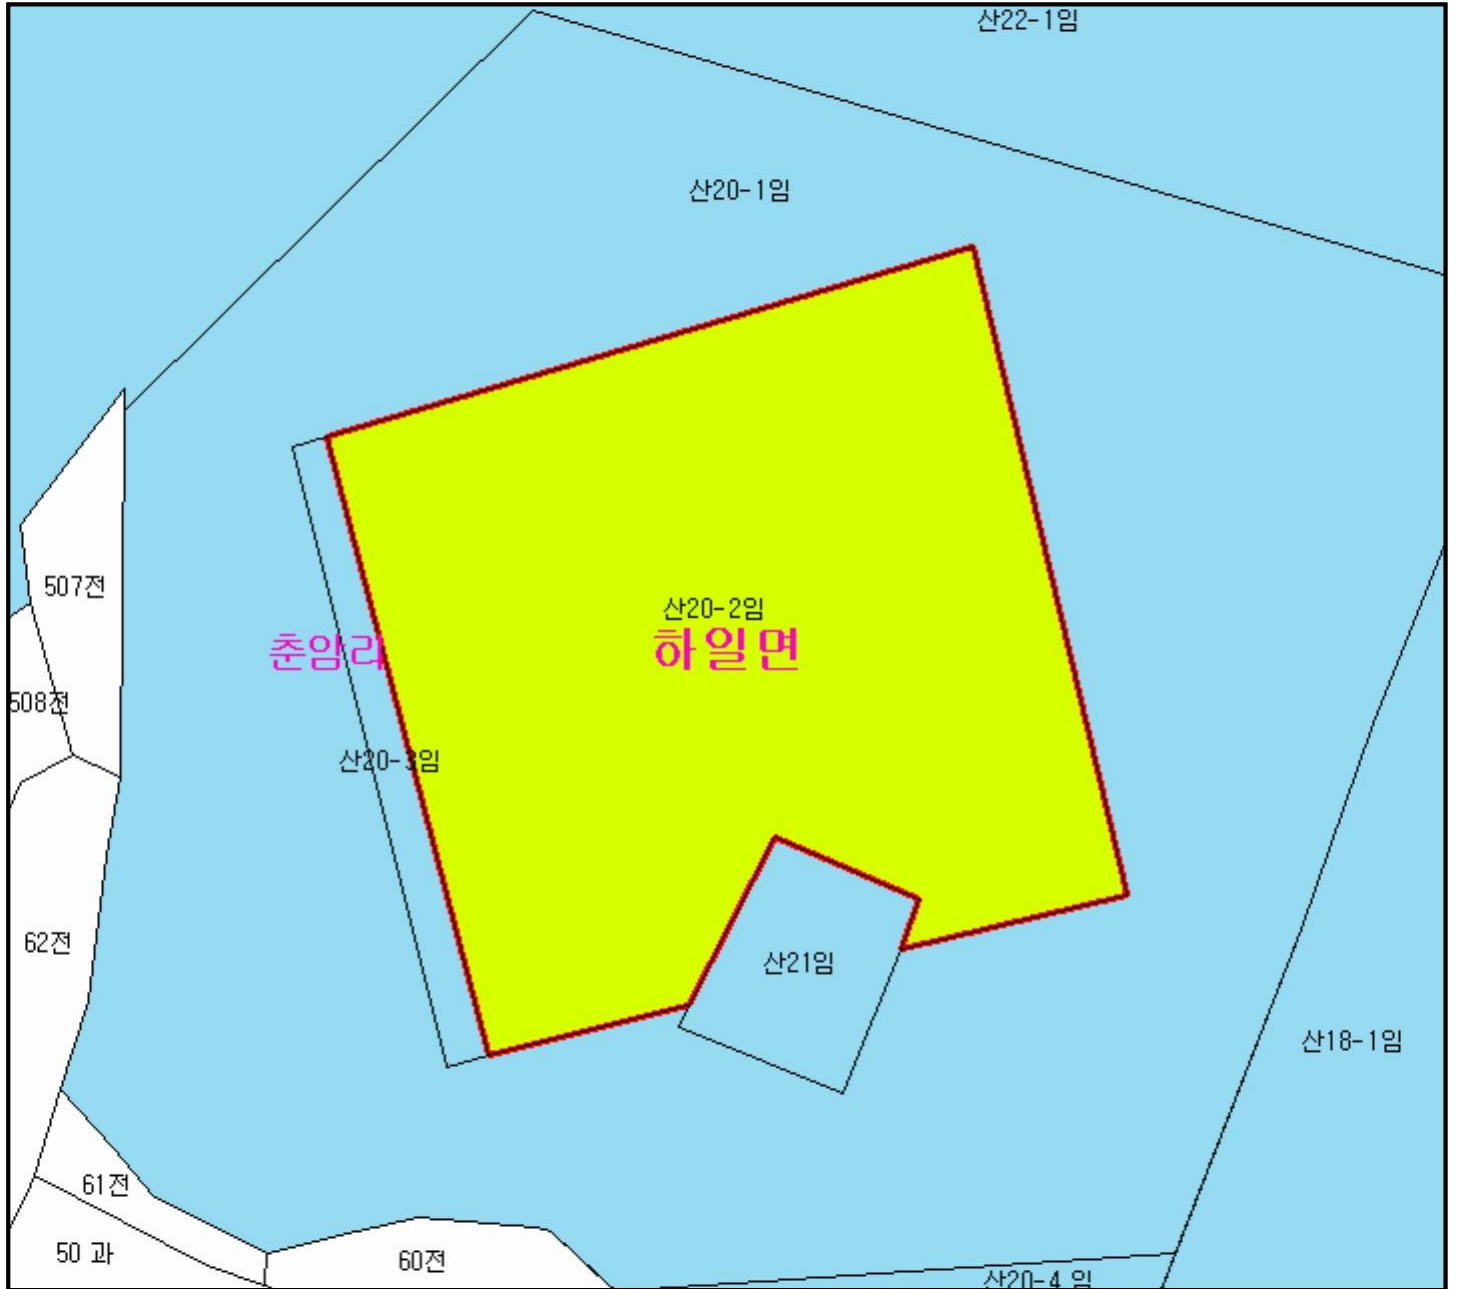 산22-1임
산20-1임
507전
산20-2임
하일면
춘암리
508전
산20-3임
62전
산21임
산18-1임
61전
50 과
60전
산20-4 임